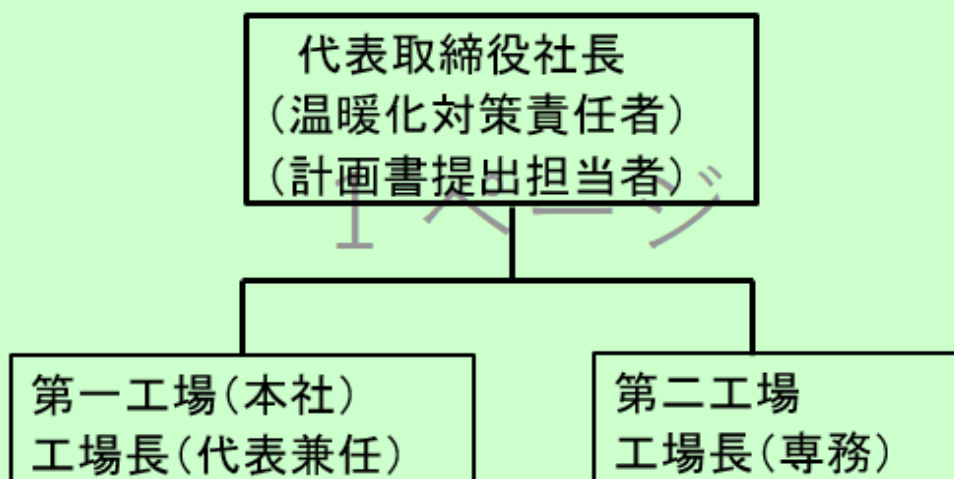 代表取締役社長
(温暖化対策責任者)
(計画書提出担当者)
1 ページ
第一工場(本社)
工場長(代表兼任)
第二工場
工場長(専務)